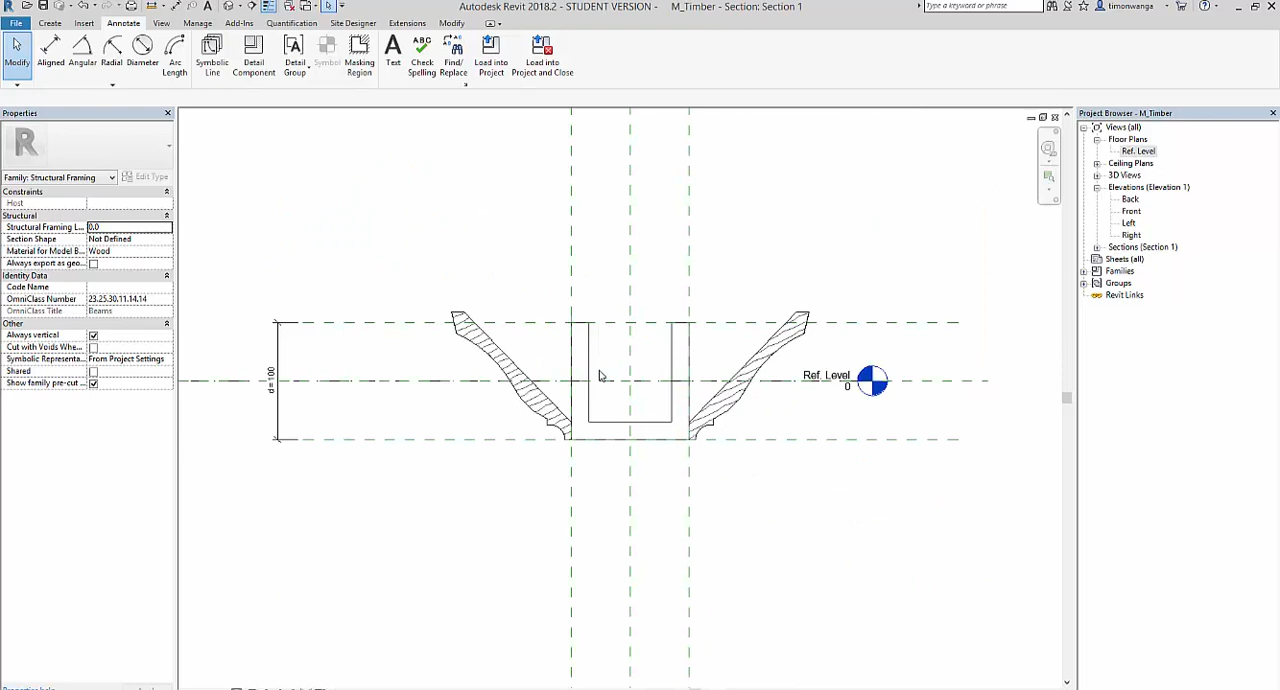 Autodesk Revit 2018.2 - STUDENT VERSION - M_Timber - Section: Section 1
Type a keyword or phrase
timonwanga
File Create Insert Annotate View Manage Add-Ins Quantification Site Designer Extensions Modify
Modify Aligned Angular Radial Diameter Arc Length Symbolic Line Detail Component Detail Group Symbol Masking Region Text Check Spelling Find/ Replace Load into Project Load into Project and Close
ABC
Properties
R
Family: Structural Framing
Edit Type
Constraints
Host
Structural
Structural Framing L... 0.0
Section Shape Not Defined
Material for Model B... Wood
Always export as geo...
Identity Data
Code Name
OmniClass Number 23.25.30.11.14.14
OmniClass Title Beams
Other
Always vertical
Cut with Voids Whe...
Symbolic Representa... From Project Settings
Shared
Show family pre-cut ...
Properties help
d = 100
Ref. Level
0
Project Browser - M_Timber
Views (all)
Floor Plans
Ref. Level
Ceiling Plans
3D Views
Elevations (Elevation 1)
Back
Front
Left
Right
Sections (Section 1)
Sheets (all)
Families
Groups
Revit Links